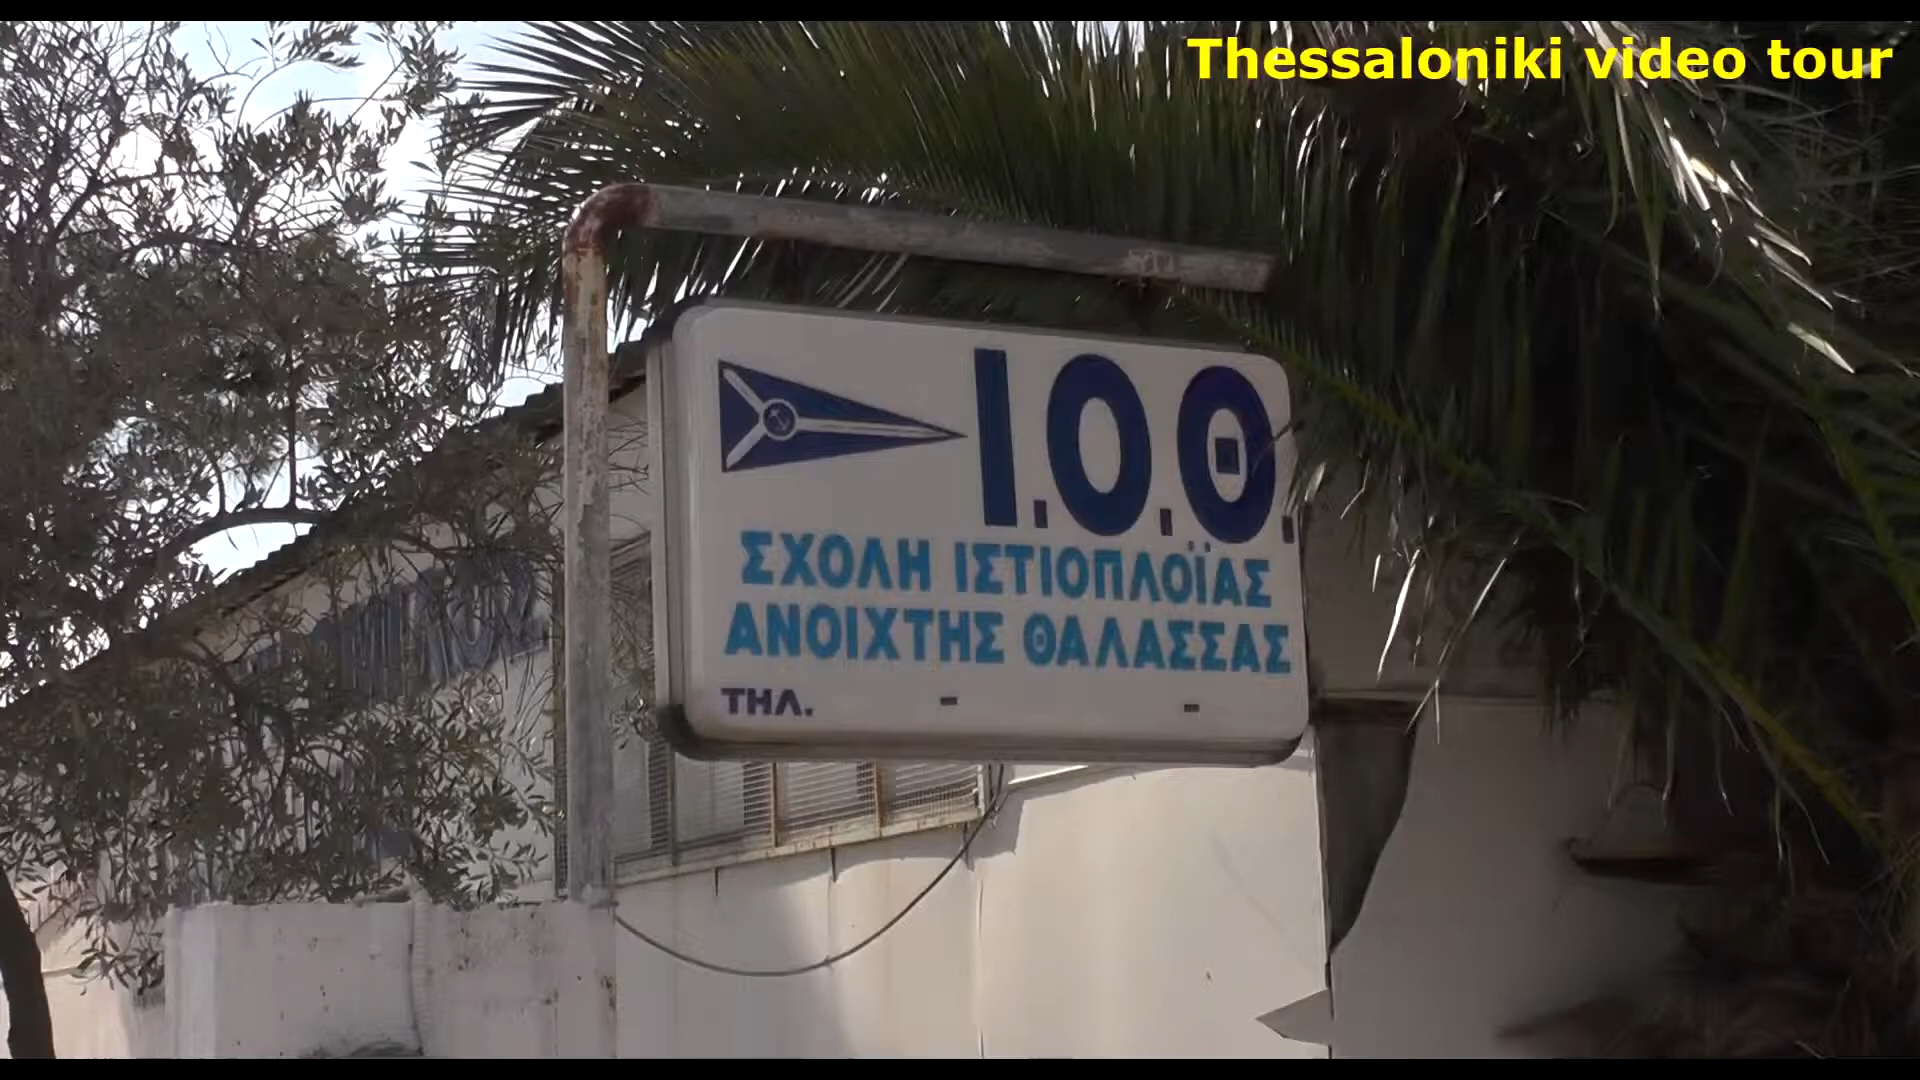 Thessaloniki video tour
Ι.Ο.Θ.
ΣΧΟΛΗ ΙΣΤΙΟΠΛΟΪΑΣ
ΑΝΟΙΧΤΗΣ ΘΑΛΑΣΣΑΣ
ΤΗΛ. - -